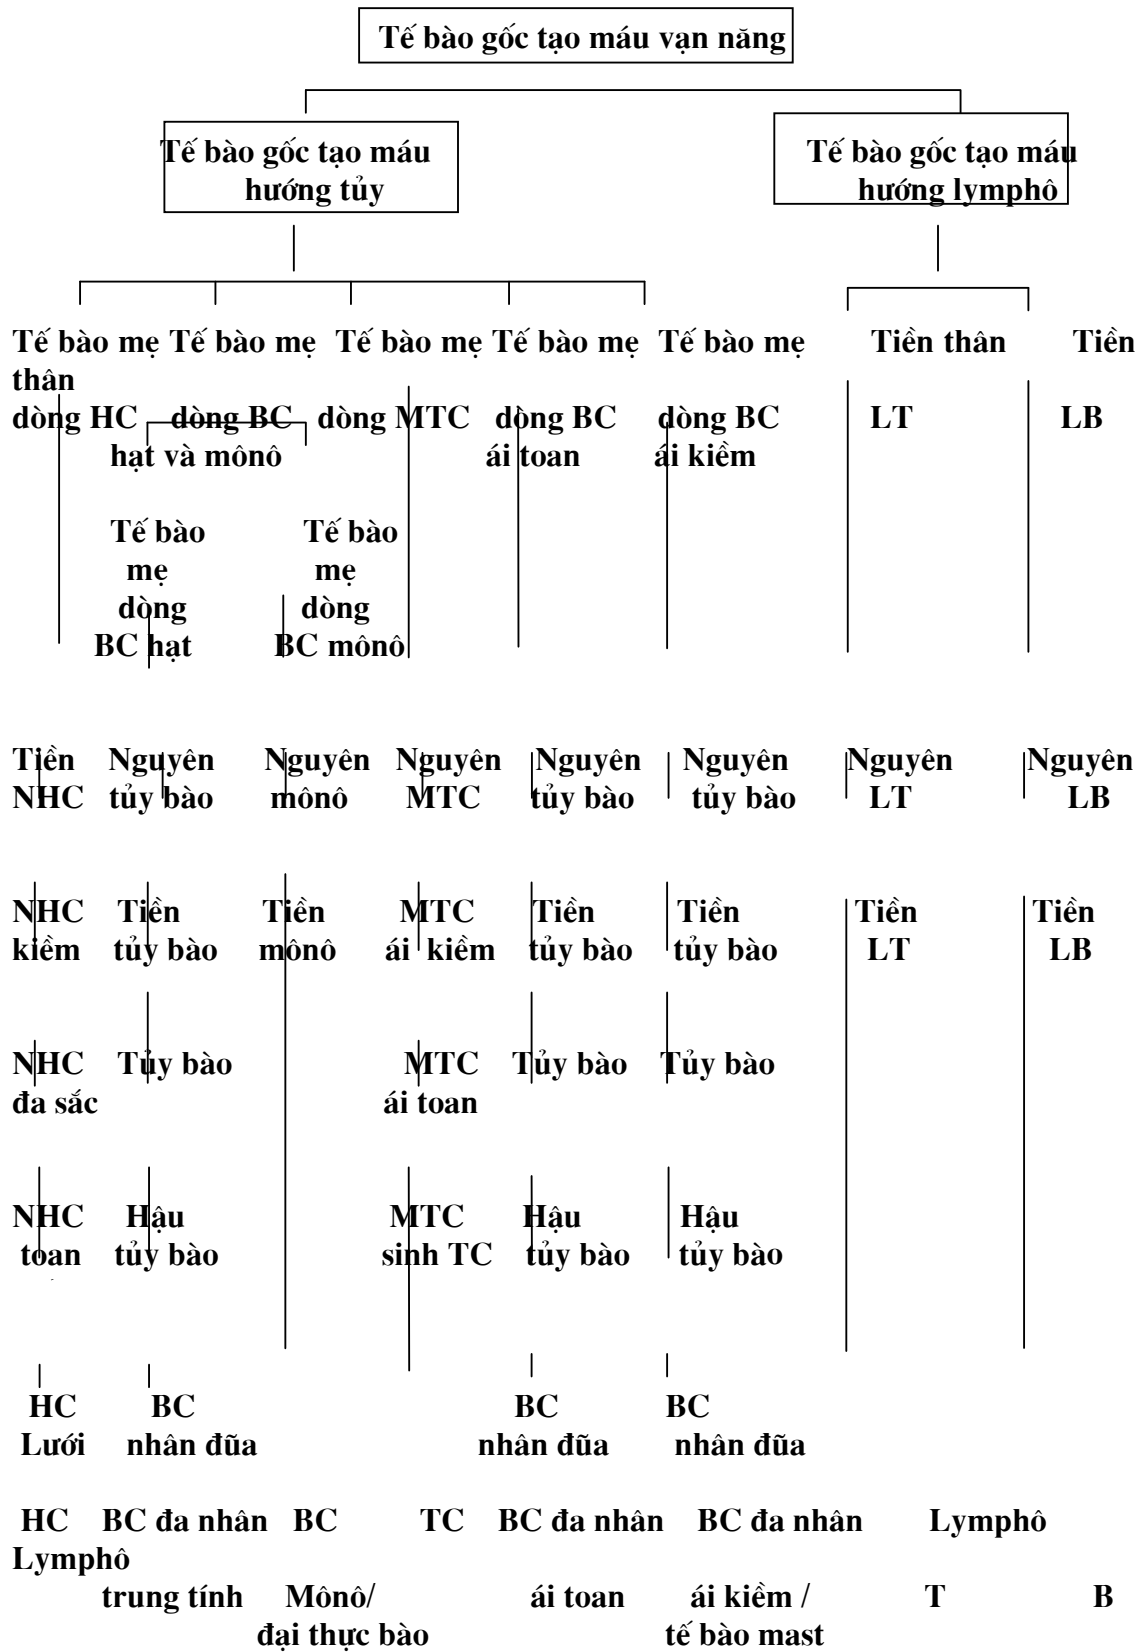 Tế bào gốc tạo máu vạn năng
Tế bào gốc tạo máu Tế bào gốc tạo máu
hướng tủy hướng lymphô
Tế bào mẹ Tế bào mẹ Tế bào mẹ Tế bào mẹ Tế bào mẹ Tiền thân Tiền
thân
dòng HC dòng BC dòng MTC dòng BC dòng BC LT LB
hạt và mônô ái toan ái kiềm
Tế bào Tế bào
mẹ mẹ
dòng dòng
BC hạt BC mônô
Tiền Nguyên Nguyên Nguyên Nguyên Nguyên Nguyên Nguyên
NHC tủy bào mônô MTC tủy bào tủy bào LT LB
NHC Tiền Tiền MTC Tiền Tiền Tiền Tiền
kiềm tủy bào mônô ái kiềm tủy bào tủy bào LT LB
NHC Tủy bào MTC Tủy bào Tủy bào
đa sắc ái toan
NHC Hậu MTC Hậu Hậu
toan tủy bào sinh TC tủy bào tủy bào
HC BC BC BC
Lưới nhân đũa nhân đũa nhân đũa
HC BC đa nhân BC TC BC đa nhân BC đa nhân Lymphô
Lymphô
trung tính Mônô/ ái toan ái kiềm / T B
đại thực bào tế bào mast